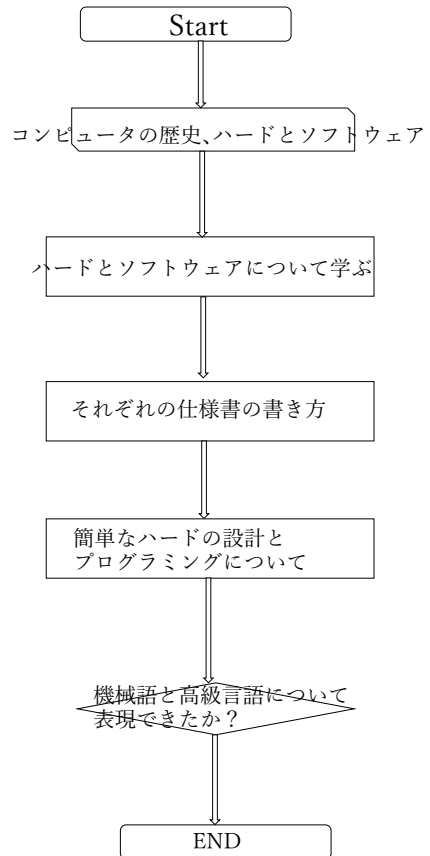 Start
コンピュータの歴史、ハードとソフトウェア
ハードとソフトウェアについて学ぶ
それぞれの仕様書の書き方
簡単なハードの設計と
プログラミングについて
機械語と高級言語について
表現できたか？
END